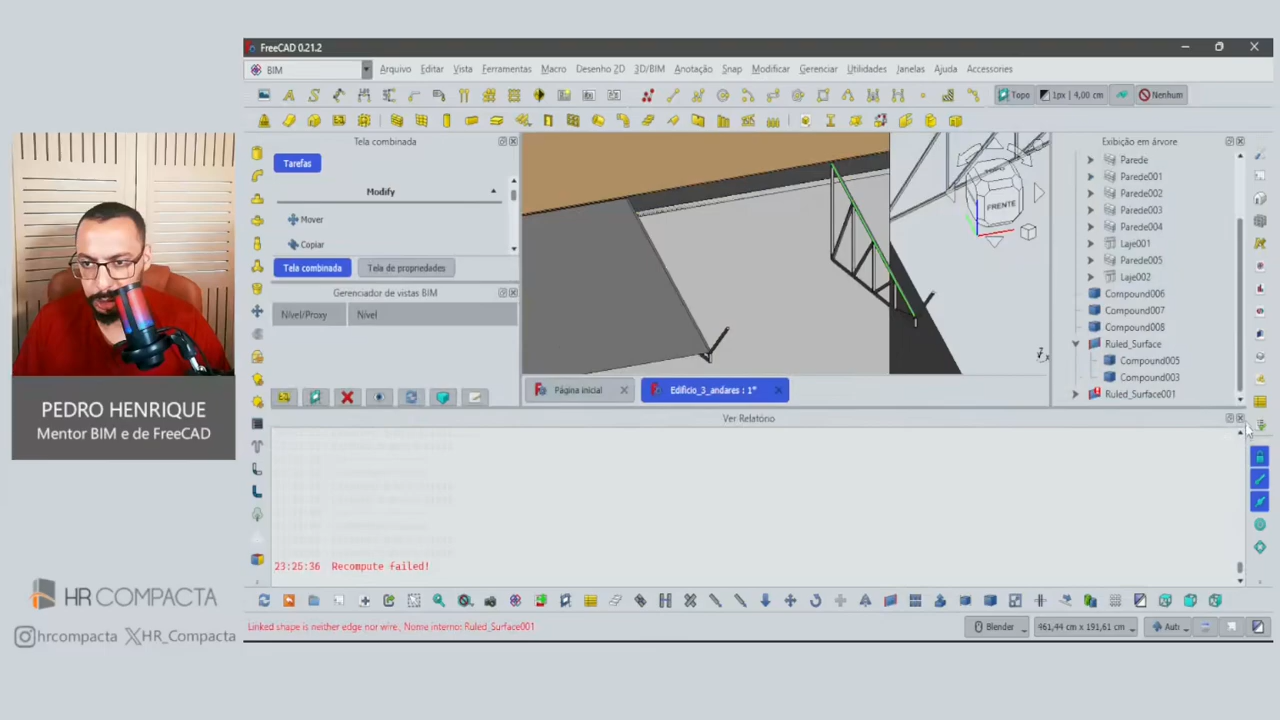 FreeCAD 0.21.2
BIM
Arquivo Editar Vista Ferramentas Macro Desenho 2D 3D/BIM Anotação Snap Modificar Gerenciar Utilidades Janelas Ajuda Accessories
Topo 1px | 4,00 cm Nenhum
Tela combinada
Tarefas
Modify
Mover
Copiar
Tela combinada Tela de propriedades
Gerenciador de vistas BIM
Nível/Proxy Nível
FRENTE
Z
Página inicial Edificio_3_andares : 1*
Exibição em árvore
Parede
Parede001
Parede002
Parede003
Parede004
Laje001
Parede005
Laje002
Compound006
Compound007
Compound008
Ruled_Surface
Compound005
Compound003
Ruled_Surface001
Ver Relatório
23:25:36 Recompute failed!
Linked shape is neither edge nor wire, Nome interno: Ruled_Surface001
Blender 461,44 cm x 191,61 cm Auto
PEDRO HENRIQUE
Mentor BIM e de FreeCAD
HR COMPACTA
hrcompacta HR_Compacta